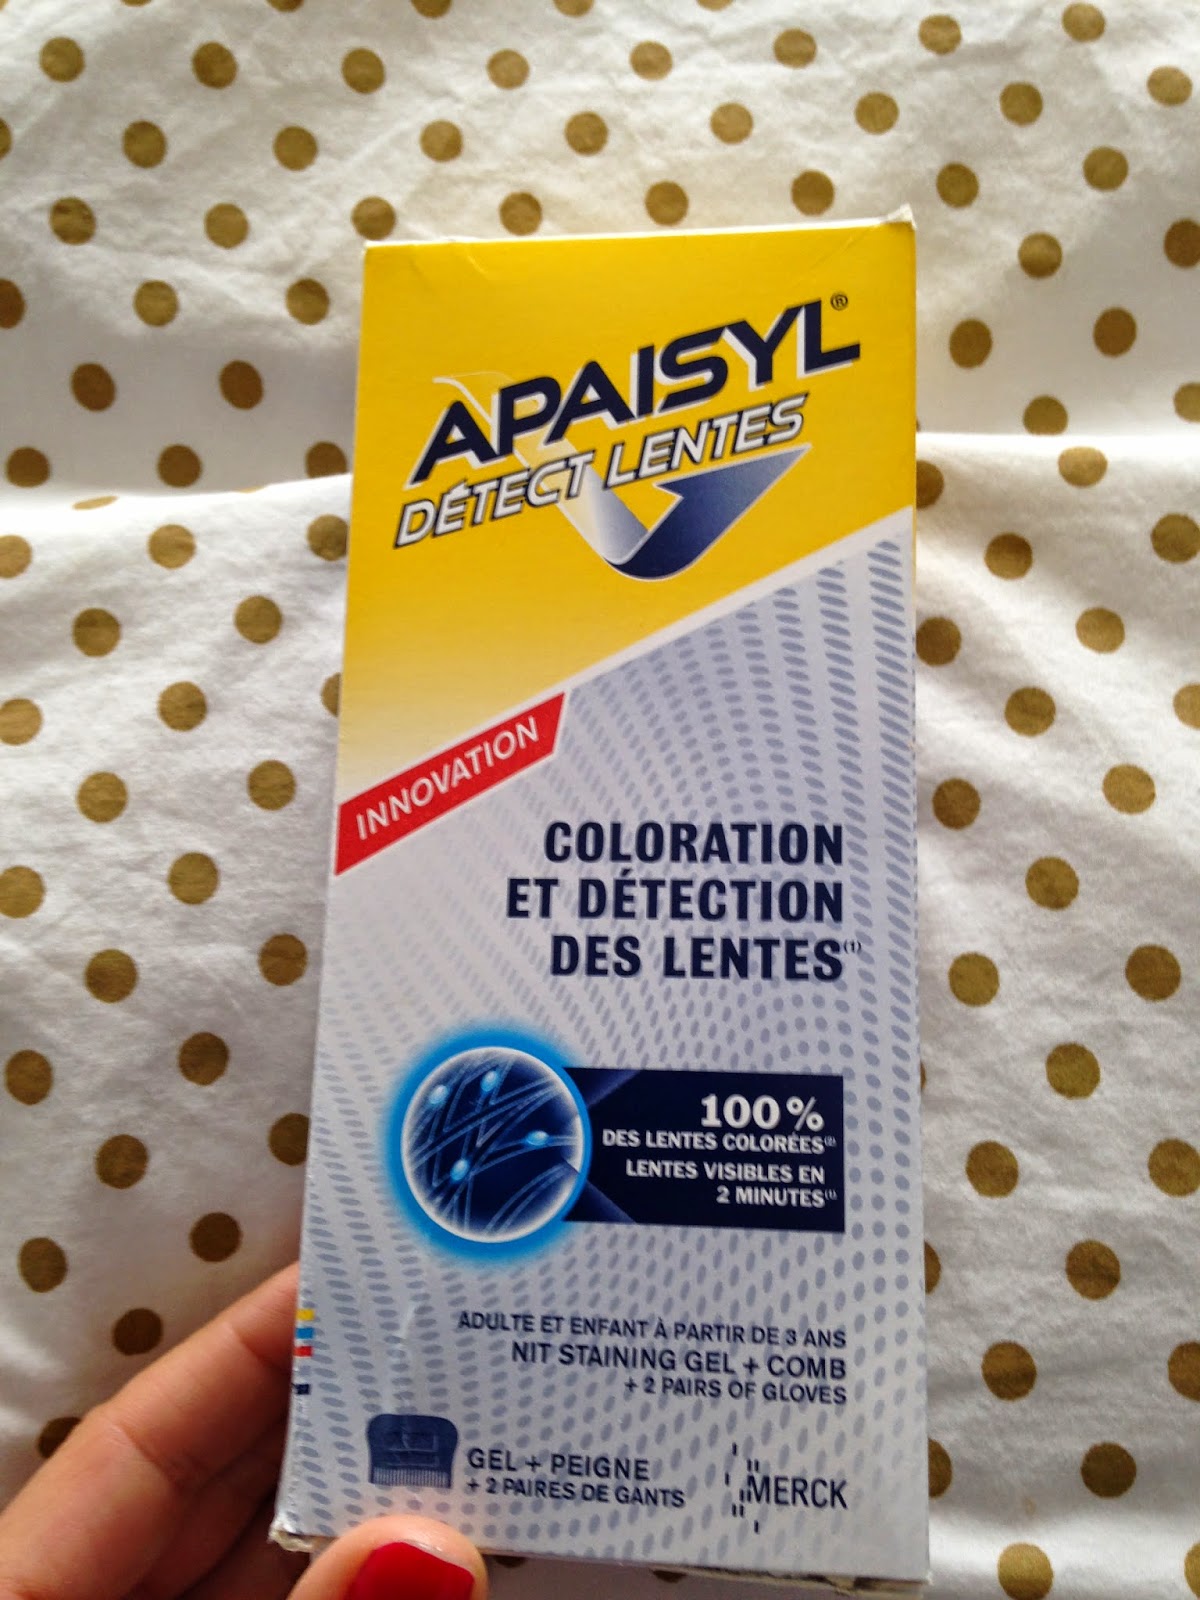 APAISYL®
DÉTECT LENTES
INNOVATION
COLORATION
ET DÉTECTION
DES LENTES(1)
100%
DES LENTES COLORÉES(2)
LENTES VISIBLES EN
2 MINUTES(1)
ADULTE ET ENFANT À PARTIR DE 3 ANS
NIT STAINING GEL + COMB
+ 2 PAIRS OF GLOVES
GEL + PEIGNE
+ 2 PAIRES DE GANTS
MERCK